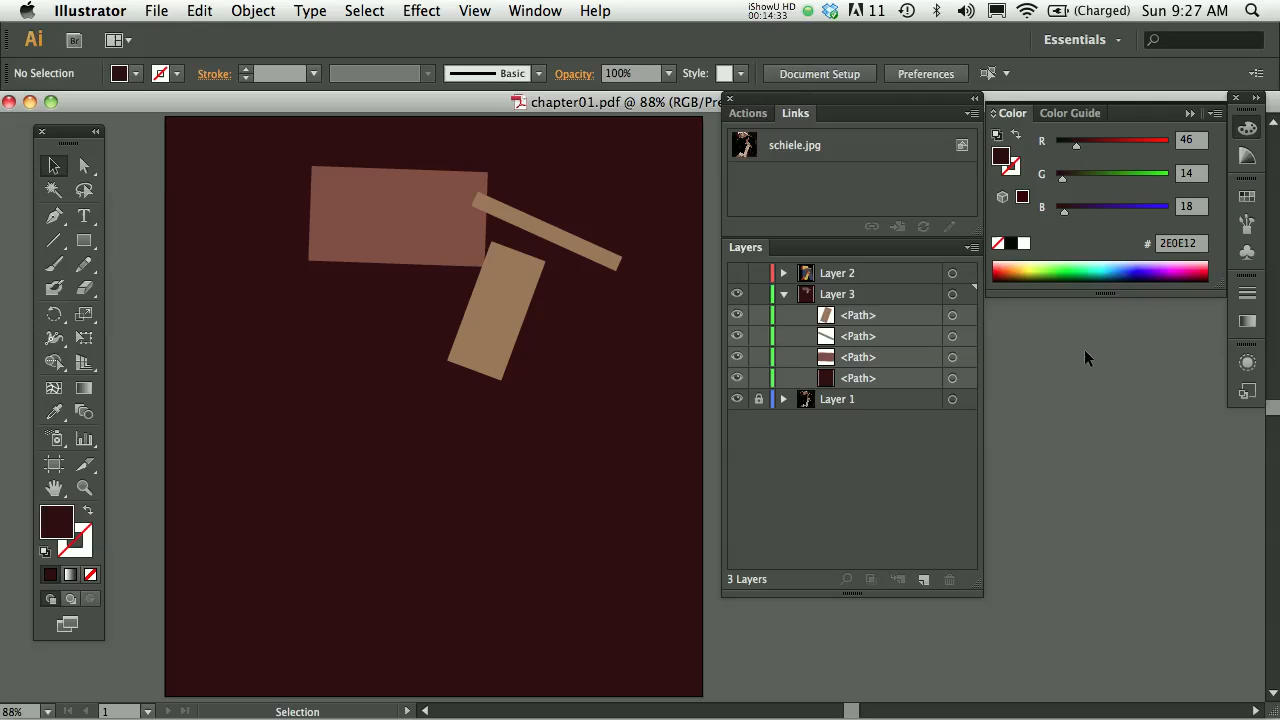 Illustrator File Edit Object Type Select Effect View Window Help
iShowU HD
00:14:33
11
(Charged)
Sun 9:27 AM
Ai
Br
Essentials
No Selection
Stroke:
Basic
Opacity:
100%
Style:
Document Setup
Preferences
chapter01.pdf @ 88% (RGB/Pre
Actions
Links
schiele.jpg
Layers
Layer 2
Layer 3
<Path>
<Path>
<Path>
<Path>
Layer 1
3 Layers
Color
Color Guide
R 46
G 14
B 18
# 2E0E12
T
88%
1
Selection